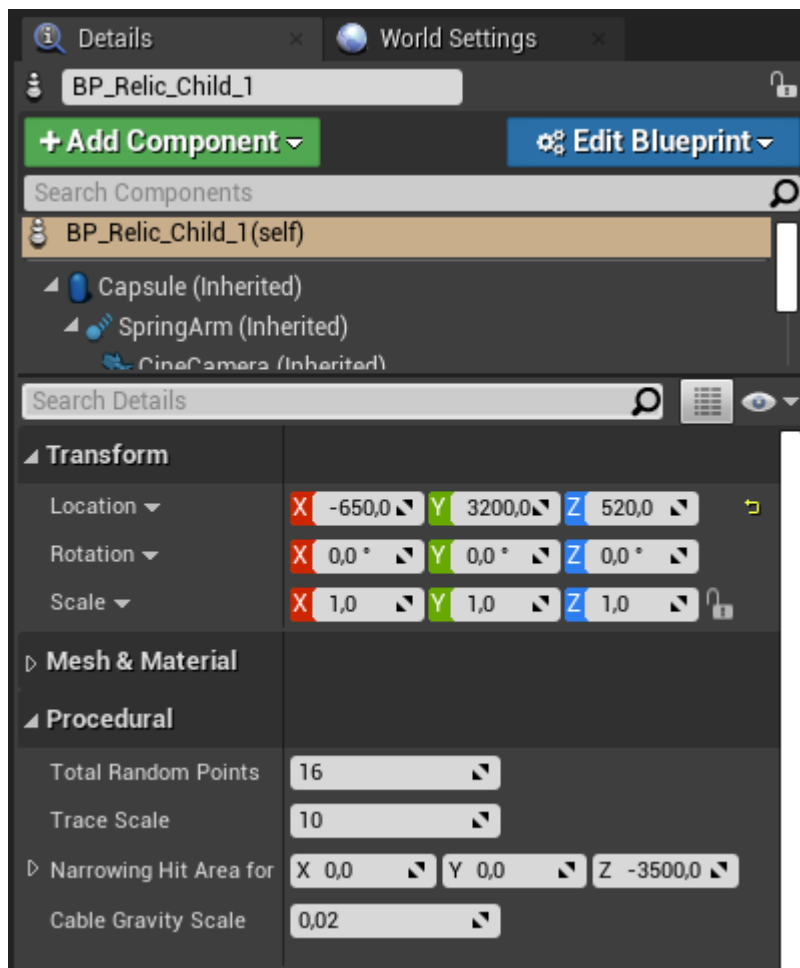 Details World Settings
BP_Relic_Child_1
+ Add Component Edit Blueprint
Search Components
BP_Relic_Child_1(self)
Capsule (Inherited)
SpringArm (Inherited)
CineCamera (Inherited)
Search Details
Transform
Location X -650,0 Y 3200,0 Z 520,0
Rotation X 0,0 ° Y 0,0 ° Z 0,0 °
Scale X 1,0 Y 1,0 Z 1,0
Mesh & Material
Procedural
Total Random Points 16
Trace Scale 10
Narrowing Hit Area for X 0,0 Y 0,0 Z -3500,0
Cable Gravity Scale 0,02